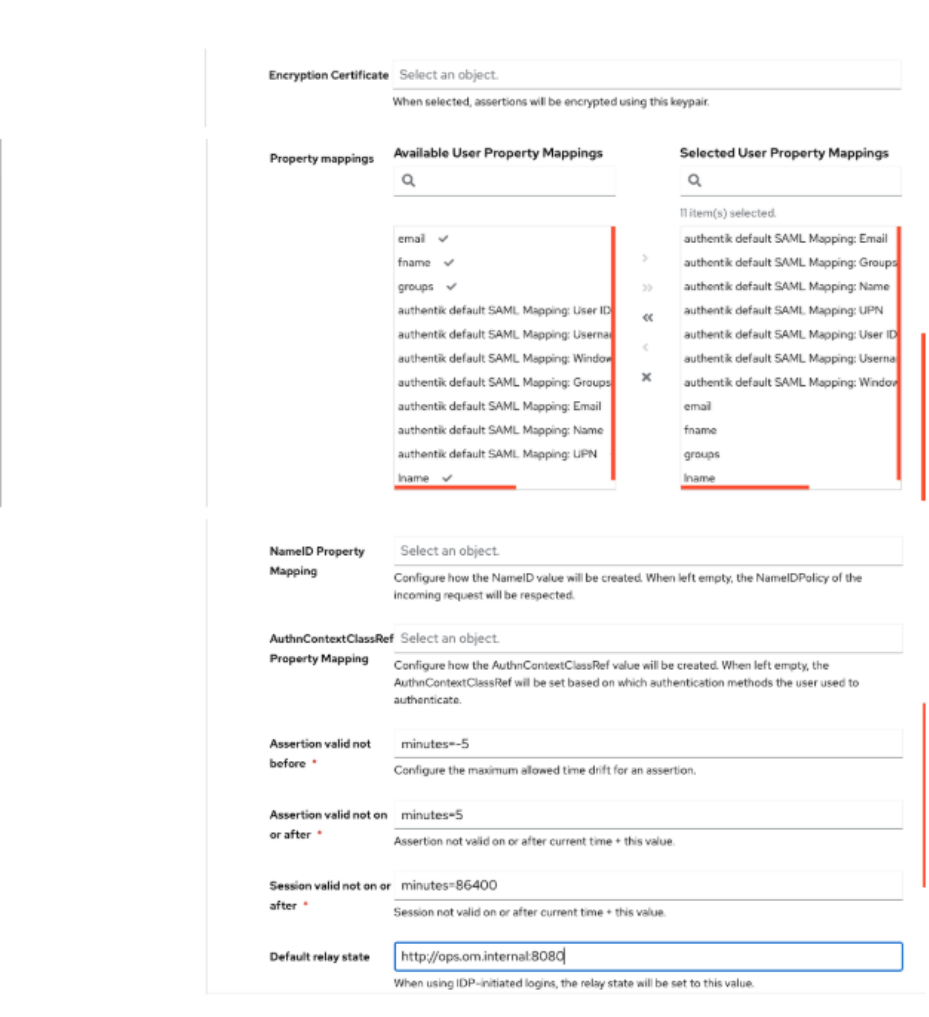 Encryption Certificate
Select an object.
When selected, assertions will be encrypted using this keypair.
Property mappings
Available User Property Mappings
email
fname
groups
authentik default SAML Mapping: User ID
authentik default SAML Mapping: Userna
authentik default SAML Mapping: Window
authentik default SAML Mapping: Groups
authentik default SAML Mapping: Email
authentik default SAML Mapping: Name
authentik default SAML Mapping: UPN
lname
Selected User Property Mappings
11 item(s) selected.
authentik default SAML Mapping: Email
authentik default SAML Mapping: Groups
authentik default SAML Mapping: Name
authentik default SAML Mapping: UPN
authentik default SAML Mapping: User ID
authentik default SAML Mapping: Userna
authentik default SAML Mapping: Window
email
fname
groups
lname
NameID Property
Mapping
Select an object.
Configure how the NameID value will be created. When left empty, the NameIDPolicy of the
incoming request will be respected.
AuthnContextClassRef
Property Mapping
Select an object.
Configure how the AuthnContextClassRef value will be created. When left empty, the
AuthnContextClassRef will be set based on which authentication methods the user used to
authenticate.
Assertion valid not
before *
minutes=-5
Configure the maximum allowed time drift for an assertion.
Assertion valid not on
or after *
minutes=5
Assertion not valid on or after current time + this value.
Session valid not on or
after *
minutes=86400
Session not valid on or after current time + this value.
Default relay state
http://ops.om.internal:8080
When using IDP-initiated logins, the relay state will be set to this value.